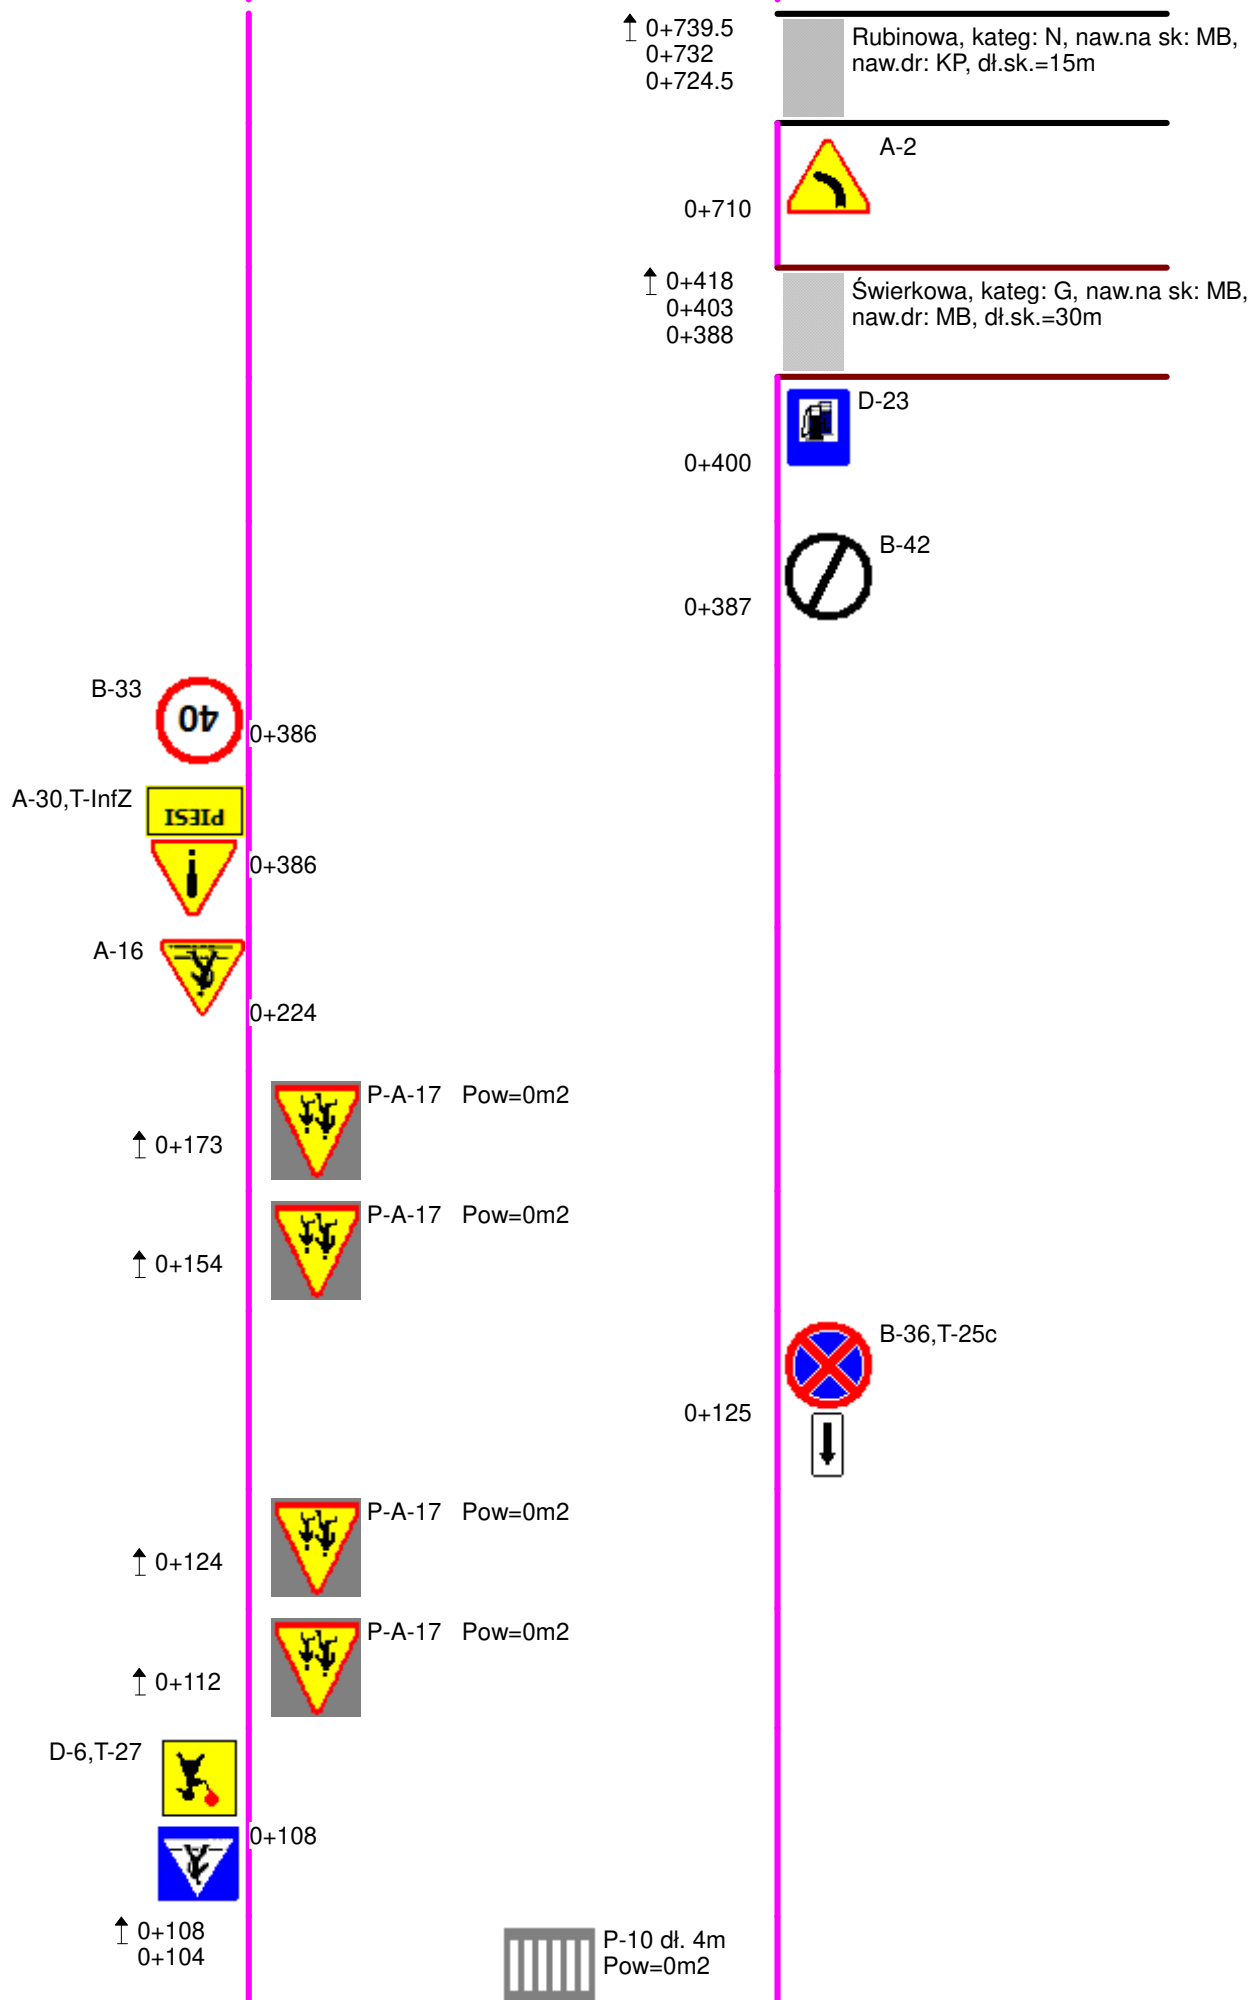 0+739.5
0+732
0+724.5
Rubinowa, kateg: N, naw.na sk: MB,
naw.dr: KP, dł.sk.=15m
A-2
0+710
0+418
0+403
0+388
Świerkowa, kateg: G, naw.na sk: MB,
naw.dr: MB, dł.sk.=30m
D-23
0+400
B-42
0+387
B-33
40
0+386
A-30,T-InfZ
PIESI
0+386
A-16
0+224
P-A-17 Pow=0m2
0+173
P-A-17 Pow=0m2
0+154
B-36,T-25c
0+125
P-A-17 Pow=0m2
0+124
P-A-17 Pow=0m2
0+112
D-6,T-27
0+108
0+108
0+104
P-10 dł. 4m
Pow=0m2